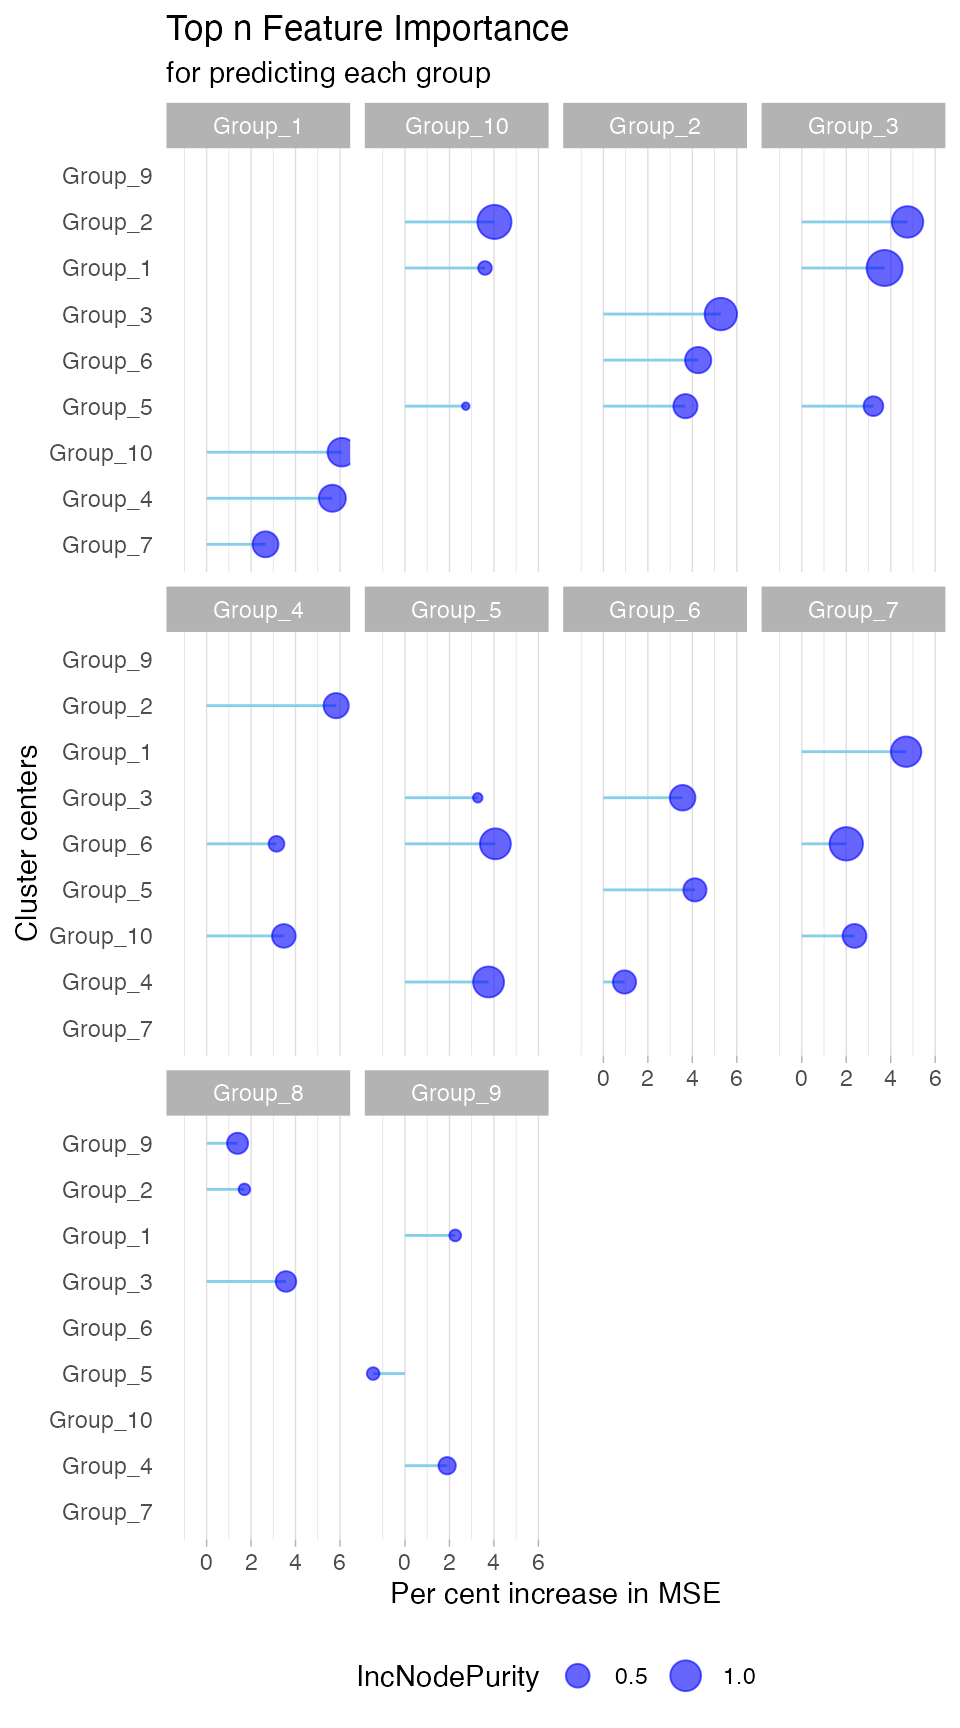 Top n Feature Importance
for predicting each group
Group_1 Group_10 Group_2 Group_3
Group_9
Group_2
Group_1
Group_3
Group_6
Group_5
Group_10
Group_4
Group_7
Group_4 Group_5 Group_6 Group_7
Group_9
Group_2
Group_1
Group_3
Group_6
Group_5
Group_10
Group_4
Group_7
Cluster centers
0 2 4 6 0 2 4 6
Group_8 Group_9
Group_9
Group_2
Group_1
Group_3
Group_6
Group_5
Group_10
Group_4
Group_7
0 2 4 6 0 2 4 6
Per cent increase in MSE
IncNodePurity 0.5 1.0